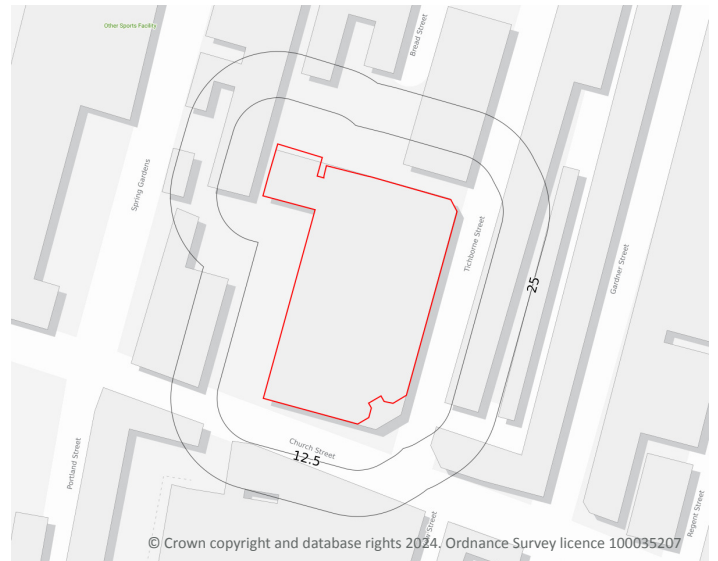 Other Sports Facility
Bread Street
Spring Gardens
Tichborne Street
Gardner Street
25
Church Street
12.5
Portland Street
Street
Regent Street
© Crown copyright and database rights 2024. Ordnance Survey licence 100035207